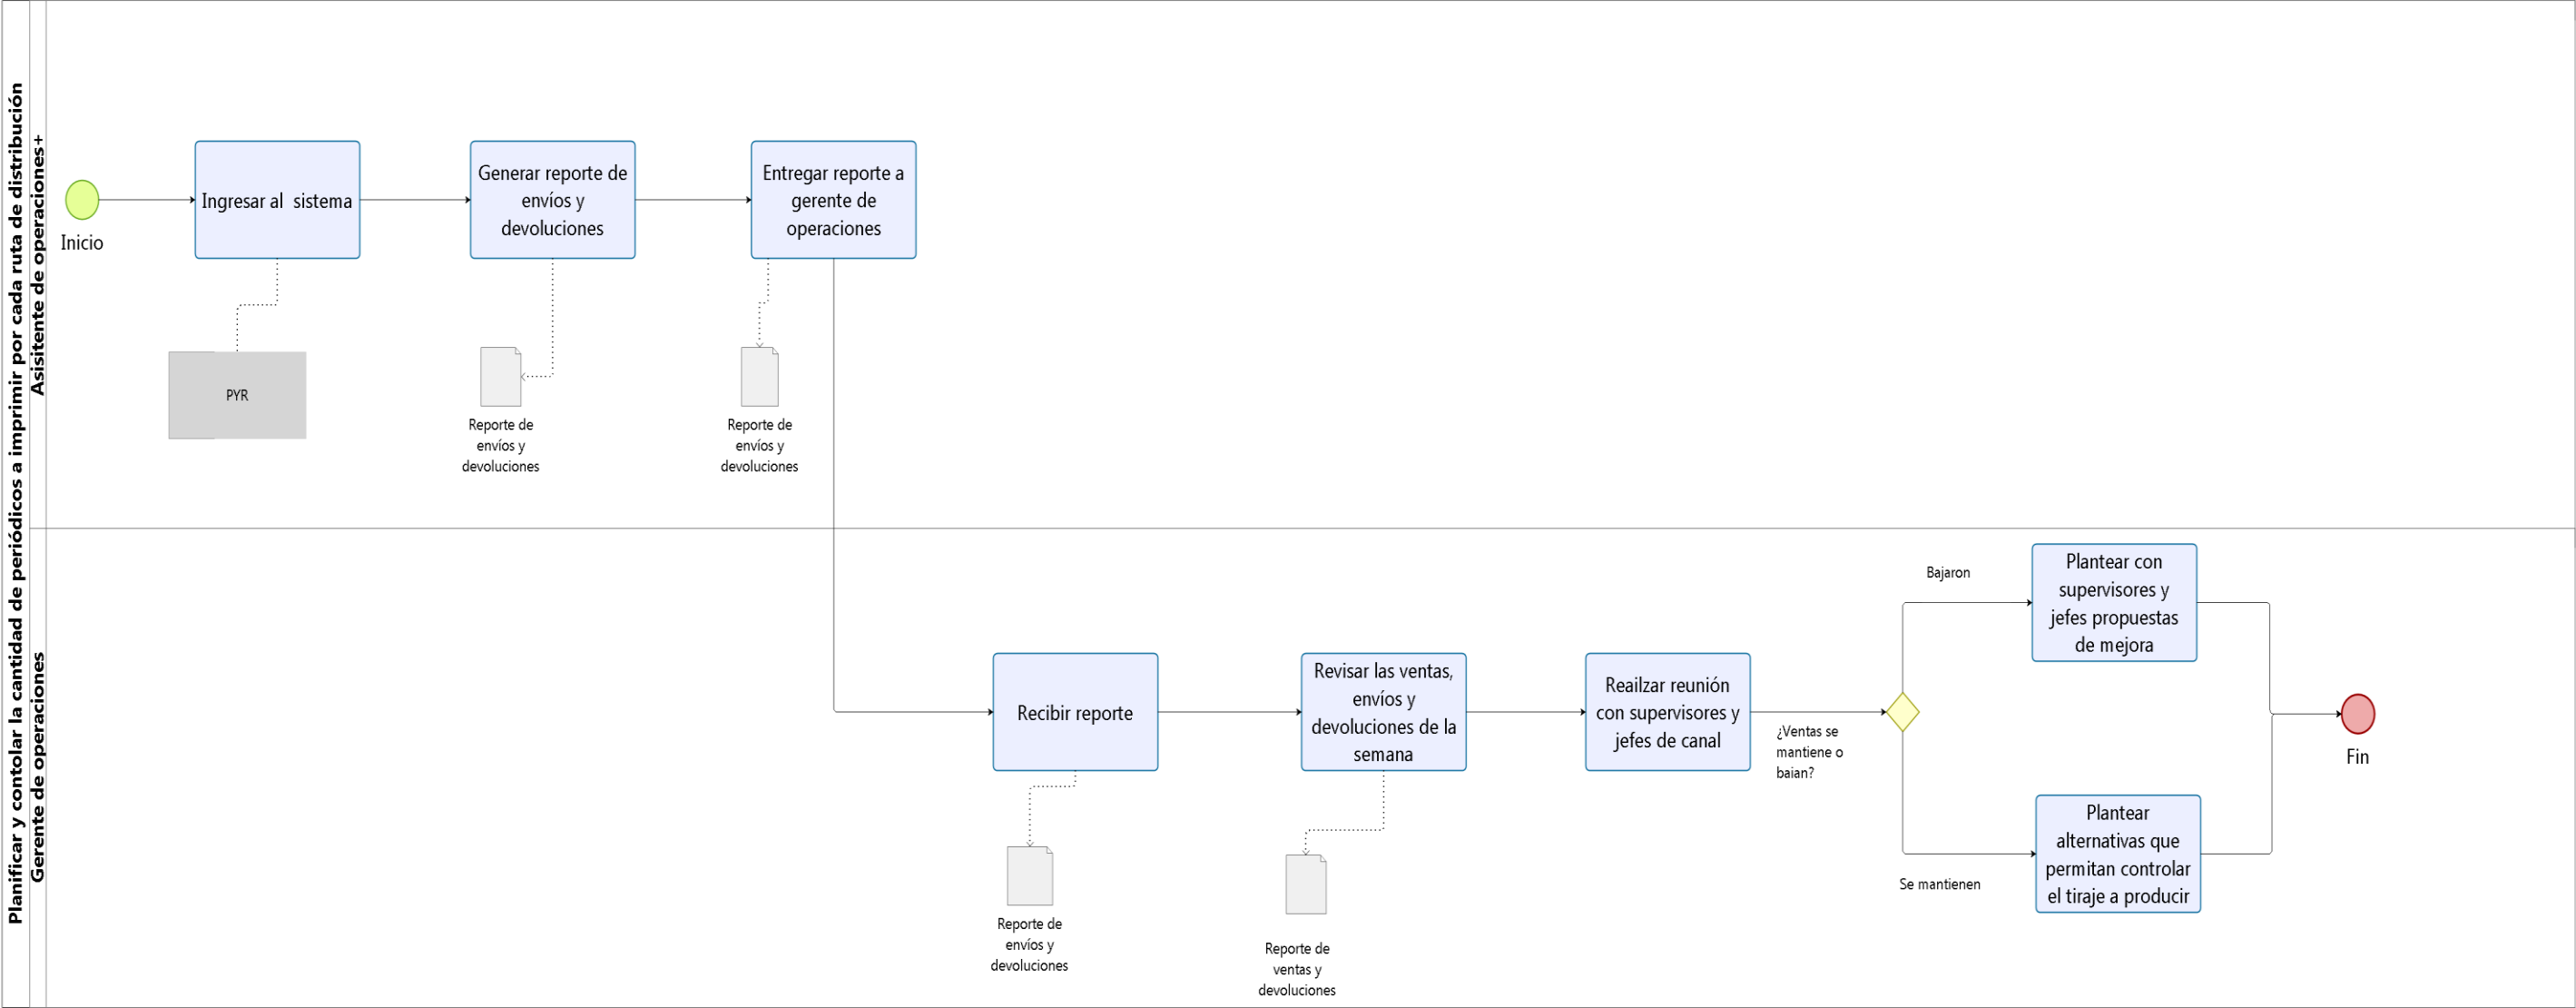 Planificar y contolar la cantidad de periódicos a imprimir por cada ruta de distribución
Asisitente de operaciones+
Inicio
Ingresar al  sistema
PYR
Generar reporte de
envíos y
devoluciones
Reporte de
envíos y
devoluciones
Entregar reporte a
gerente de
operaciones
Reporte de
envíos y
devoluciones
Gerente de operaciones
Recibir reporte
Reporte de
envíos y
devoluciones
Revisar las ventas,
envíos y
devoluciones de la
semana
Reporte de
ventas y
devoluciones
Reailzar reunión
con supervisores y
jefes de canal
¿Ventas se
mantiene o
baian?
Bajaron
Plantear con
supervisores y
jefes propuestas
de mejora
Se mantienen
Plantear
alternativas que
permitan controlar
el tiraje a producir
Fin